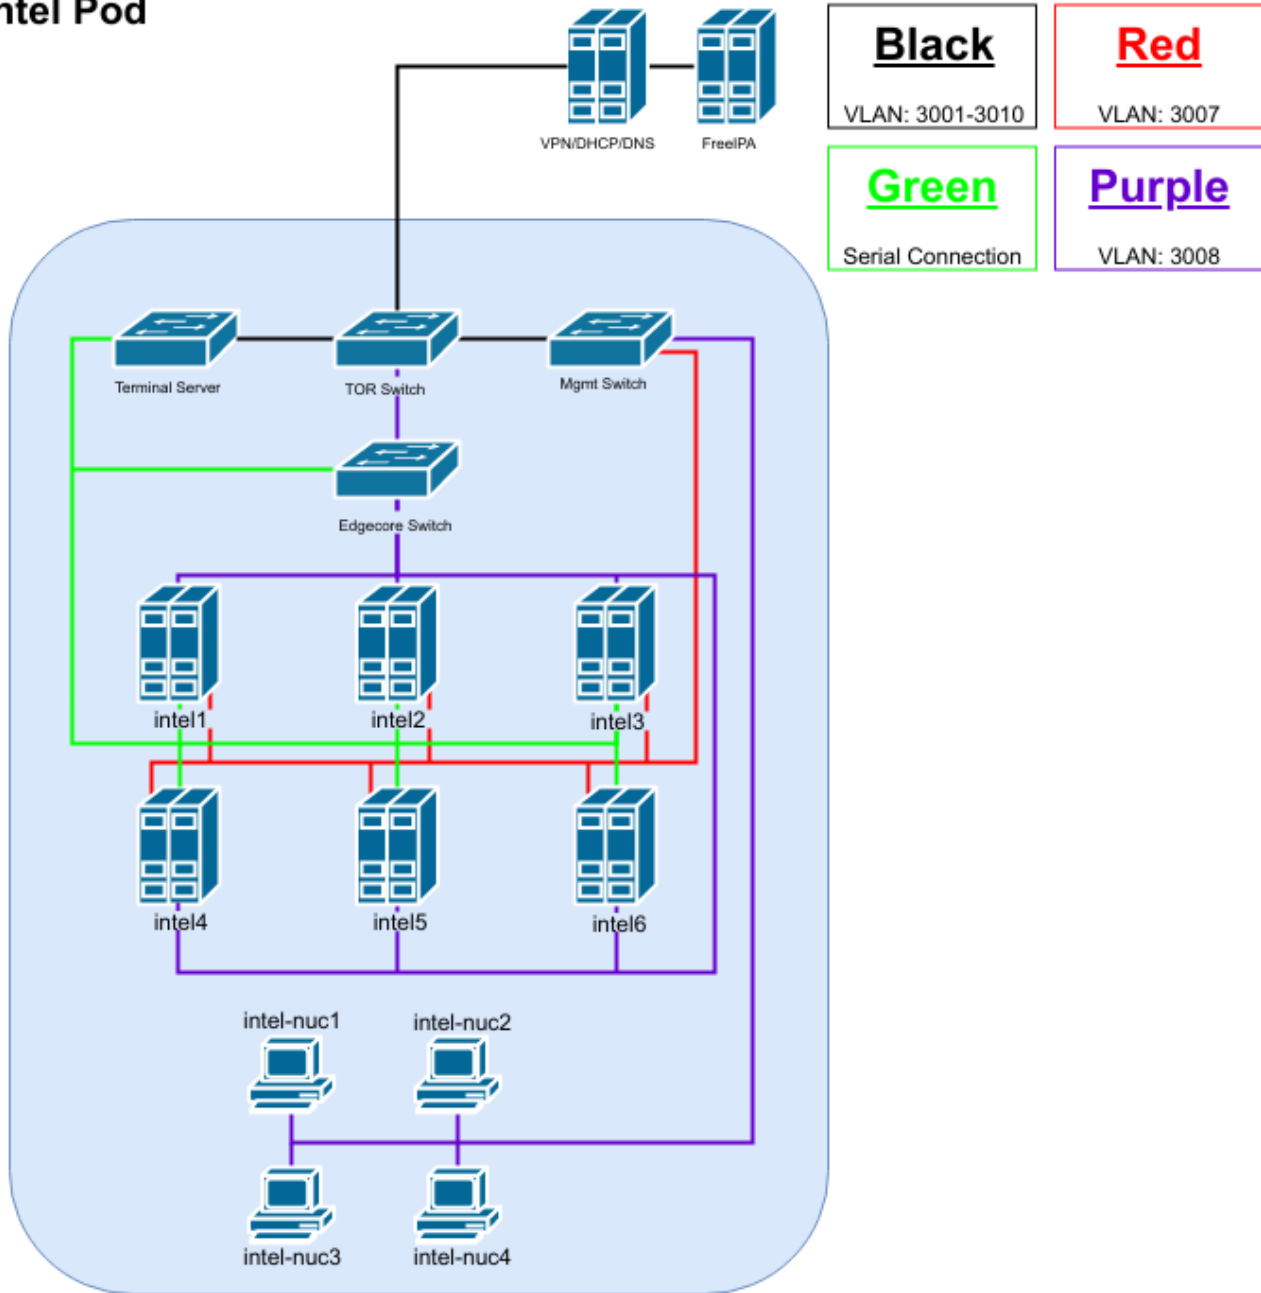 ntel Pod
Black
VLAN: 3001-3010
Red
VLAN: 3007
VPN/DHCP/DNS
FreeIPA
Green
Serial Connection
Purple
VLAN: 3008
Terminal Server
TOR Switch
Mgmt Switch
Edgecore Switch
intel1
intel2
intel3
intel4
intel5
intel6
intel-nuc1
intel-nuc2
intel-nuc3
intel-nuc4